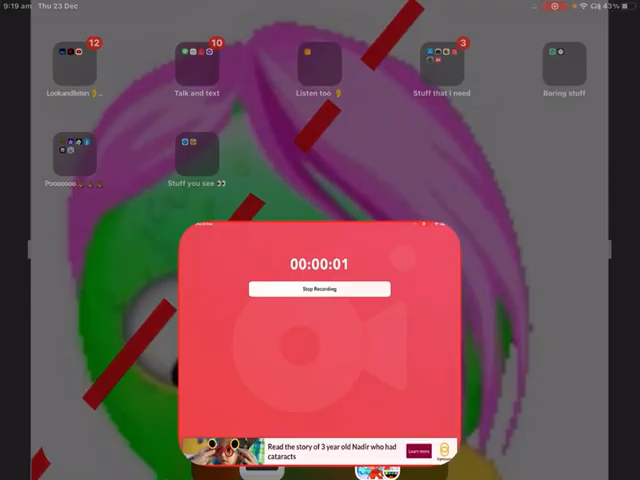 9:19 am Thu 23 Dec 43%
12 10 3
Lookandlisten
Talk and text
Listen too
Stuff that I need
Boring stuff
Pooooooo
Stuff you see
00:00:01
Stop Recording
Read the story of 3 year old Nadir who had
cataracts
Learn more